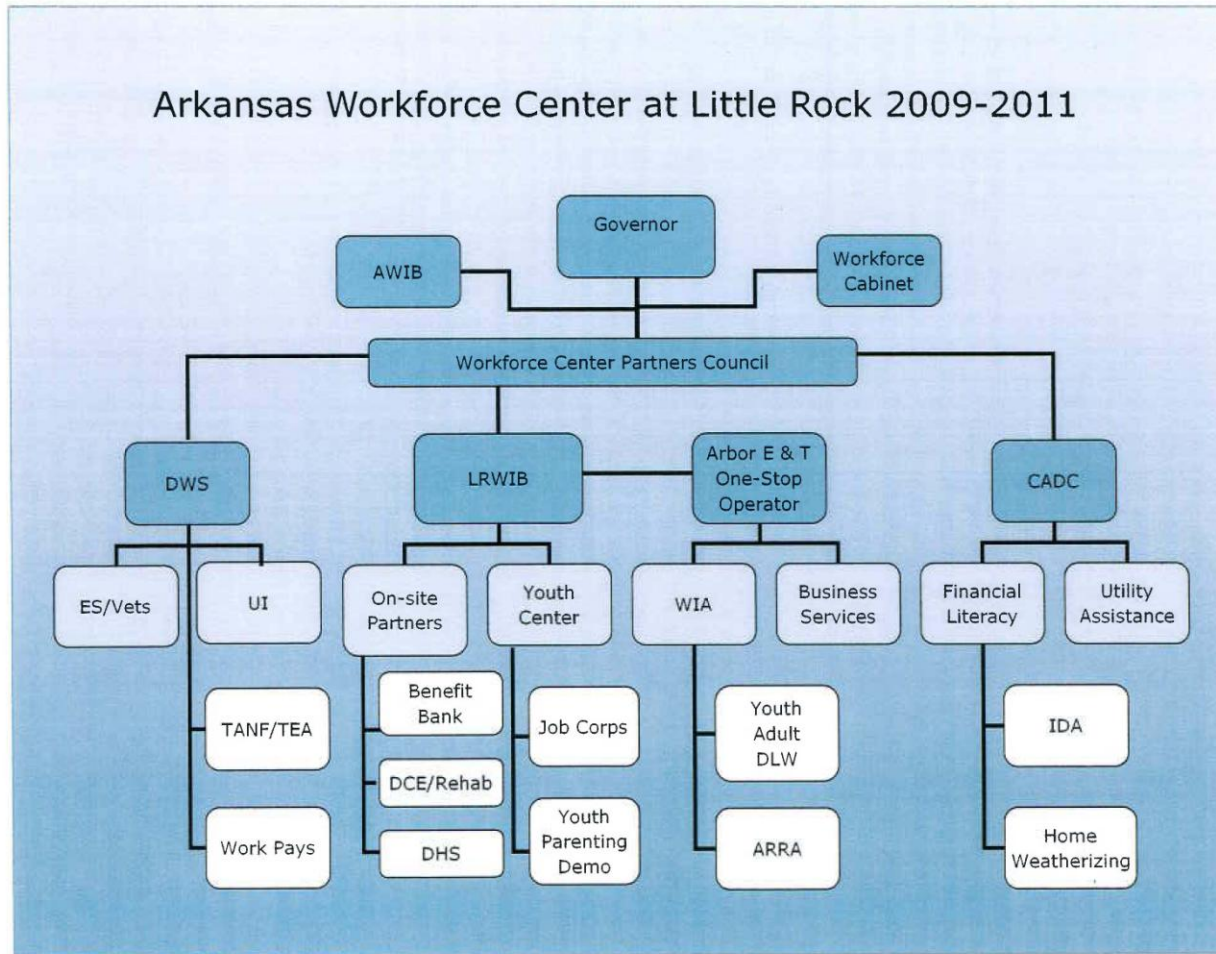 Arkansas Workforce Center at Little Rock 2009-2011
Governor
AWIB
Workforce
Cabinet
Workforce Center Partners Council
DWS
LRWIB
Arbor E & T
One-Stop
Operator
CADC
ES/Vets
UI
On-site
Partners
Youth
Center
WIA
Business
Services
Financial
Literacy
Utility
Assistance
TANF/TEA
Work Pays
Benefit
Bank
DCE/Rehab
DHS
Job Corps
Youth
Parenting
Demo
Youth
Adult
DLW
ARRA
IDA
Home
Weatherizing